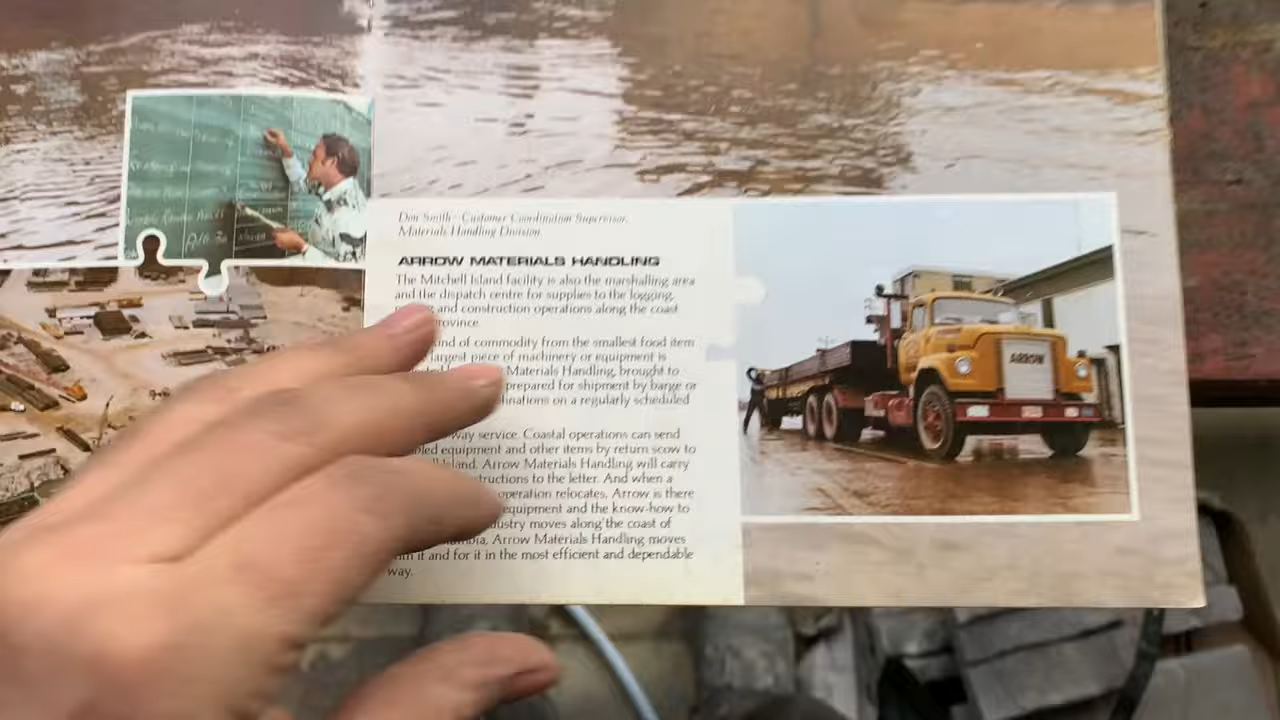 Don Smith - Customer Coordination Supervisor,
Materials Handling Division.
ARROW MATERIALS HANDLING
The Mitchell Island facility is also the marshalling area
and the dispatch centre for supplies to the logging,
and construction operations along the coast
province.
kind of commodity from the smallest food item
largest piece of machinery or equipment is
Materials Handling, brought to
prepared for shipment by barge or
on a regularly scheduled
way service. Coastal operations can send
equipment and other items by return scow to
Island. Arrow Materials Handling will carry
to the letter. And when a
operation relocates, Arrow is there
equipment and the know-how to
moves along the coast of
Arrow Materials Handling moves
it and for it in the most efficient and dependable
way.
ARROW